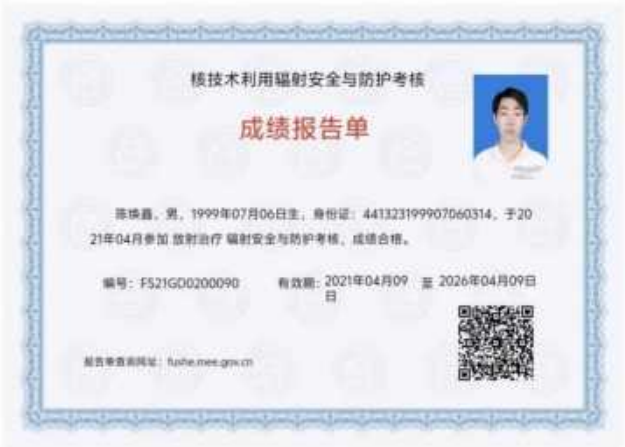 核技术利用辐射安全与防护考核
成绩报告单
陈焕鑫，男，1999年07月06日生，身份证：441323199907060314，于20
21年04月参加 放射治疗 辐射安全与防护考核，成绩合格。
编号：FS21GD0200090 有效期：2021年04月09日 至 2026年04月09日
报告单查询网址：fushe.mee.gov.cn